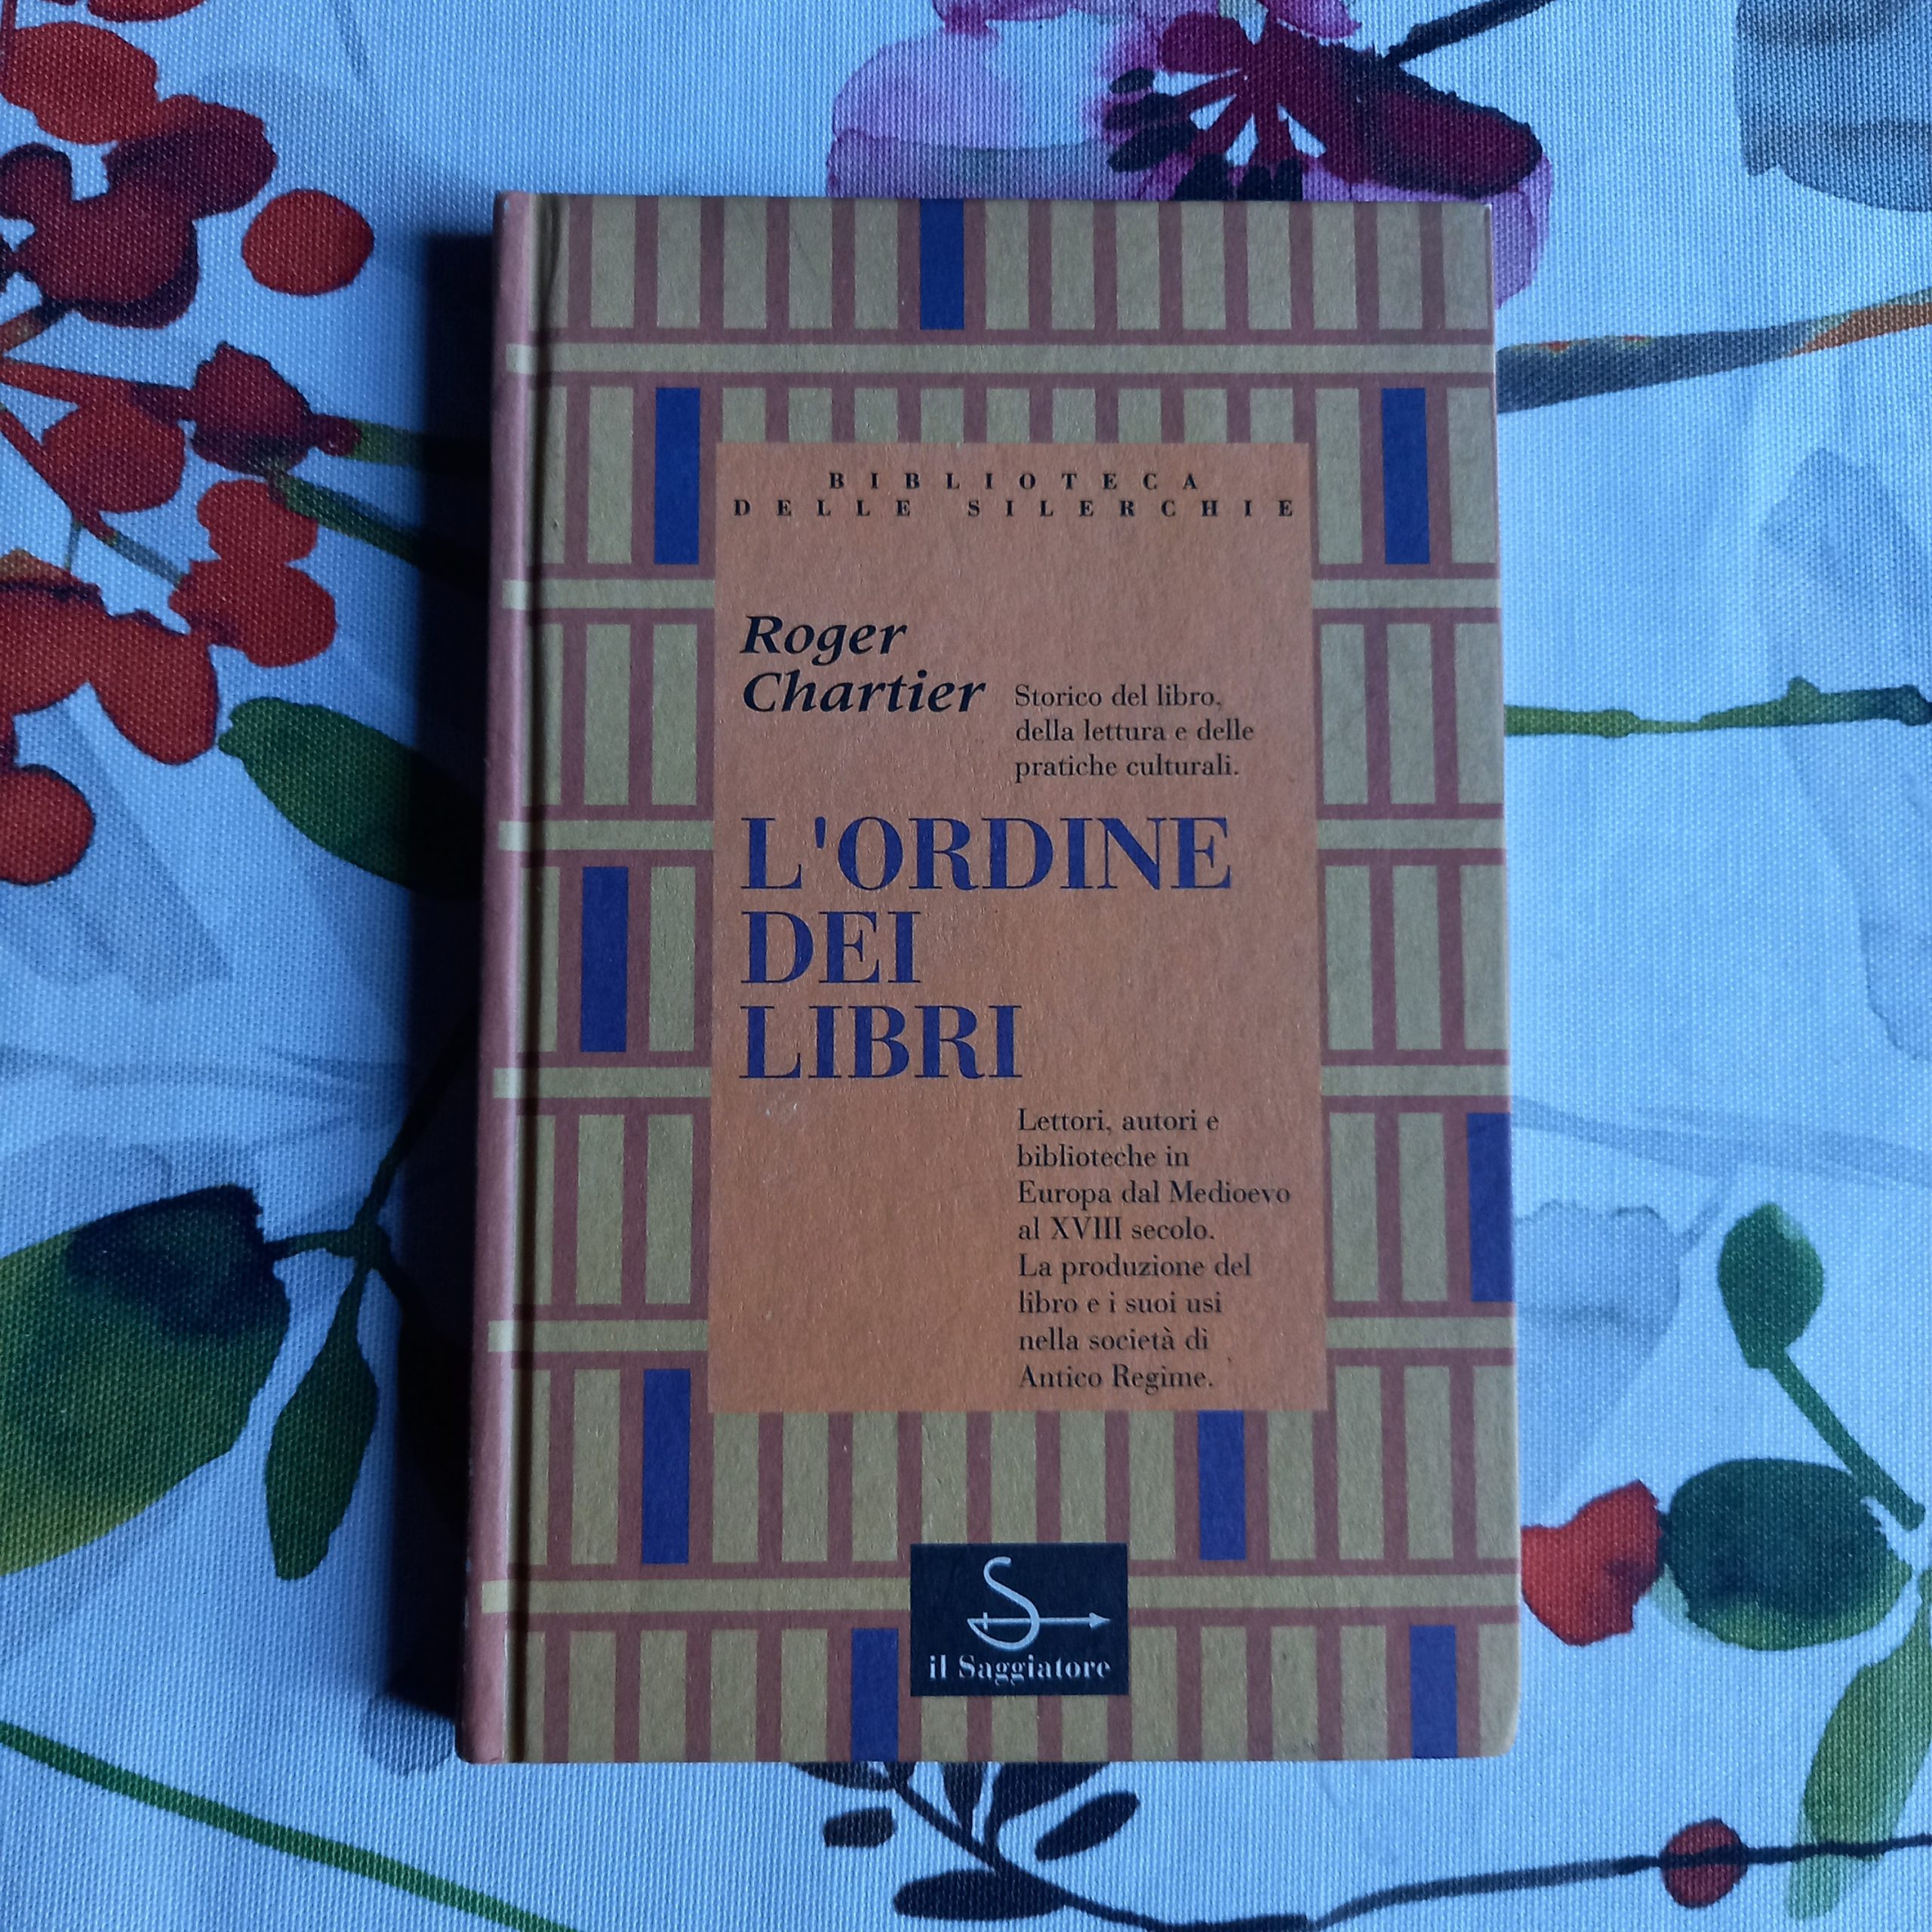 BIBLIOTECA
DELLE SILERCHIE
Roger
Chartier
Storico del libro,
della lettura e delle
pratiche culturali.
L'ORDINE
DEI
LIBRI
Lettori, autori e
biblioteche in
Europa dal Medioevo
al XVIII secolo.
La produzione del
libro e i suoi usi
nella società di
Antico Regime.
S
il Saggiatore